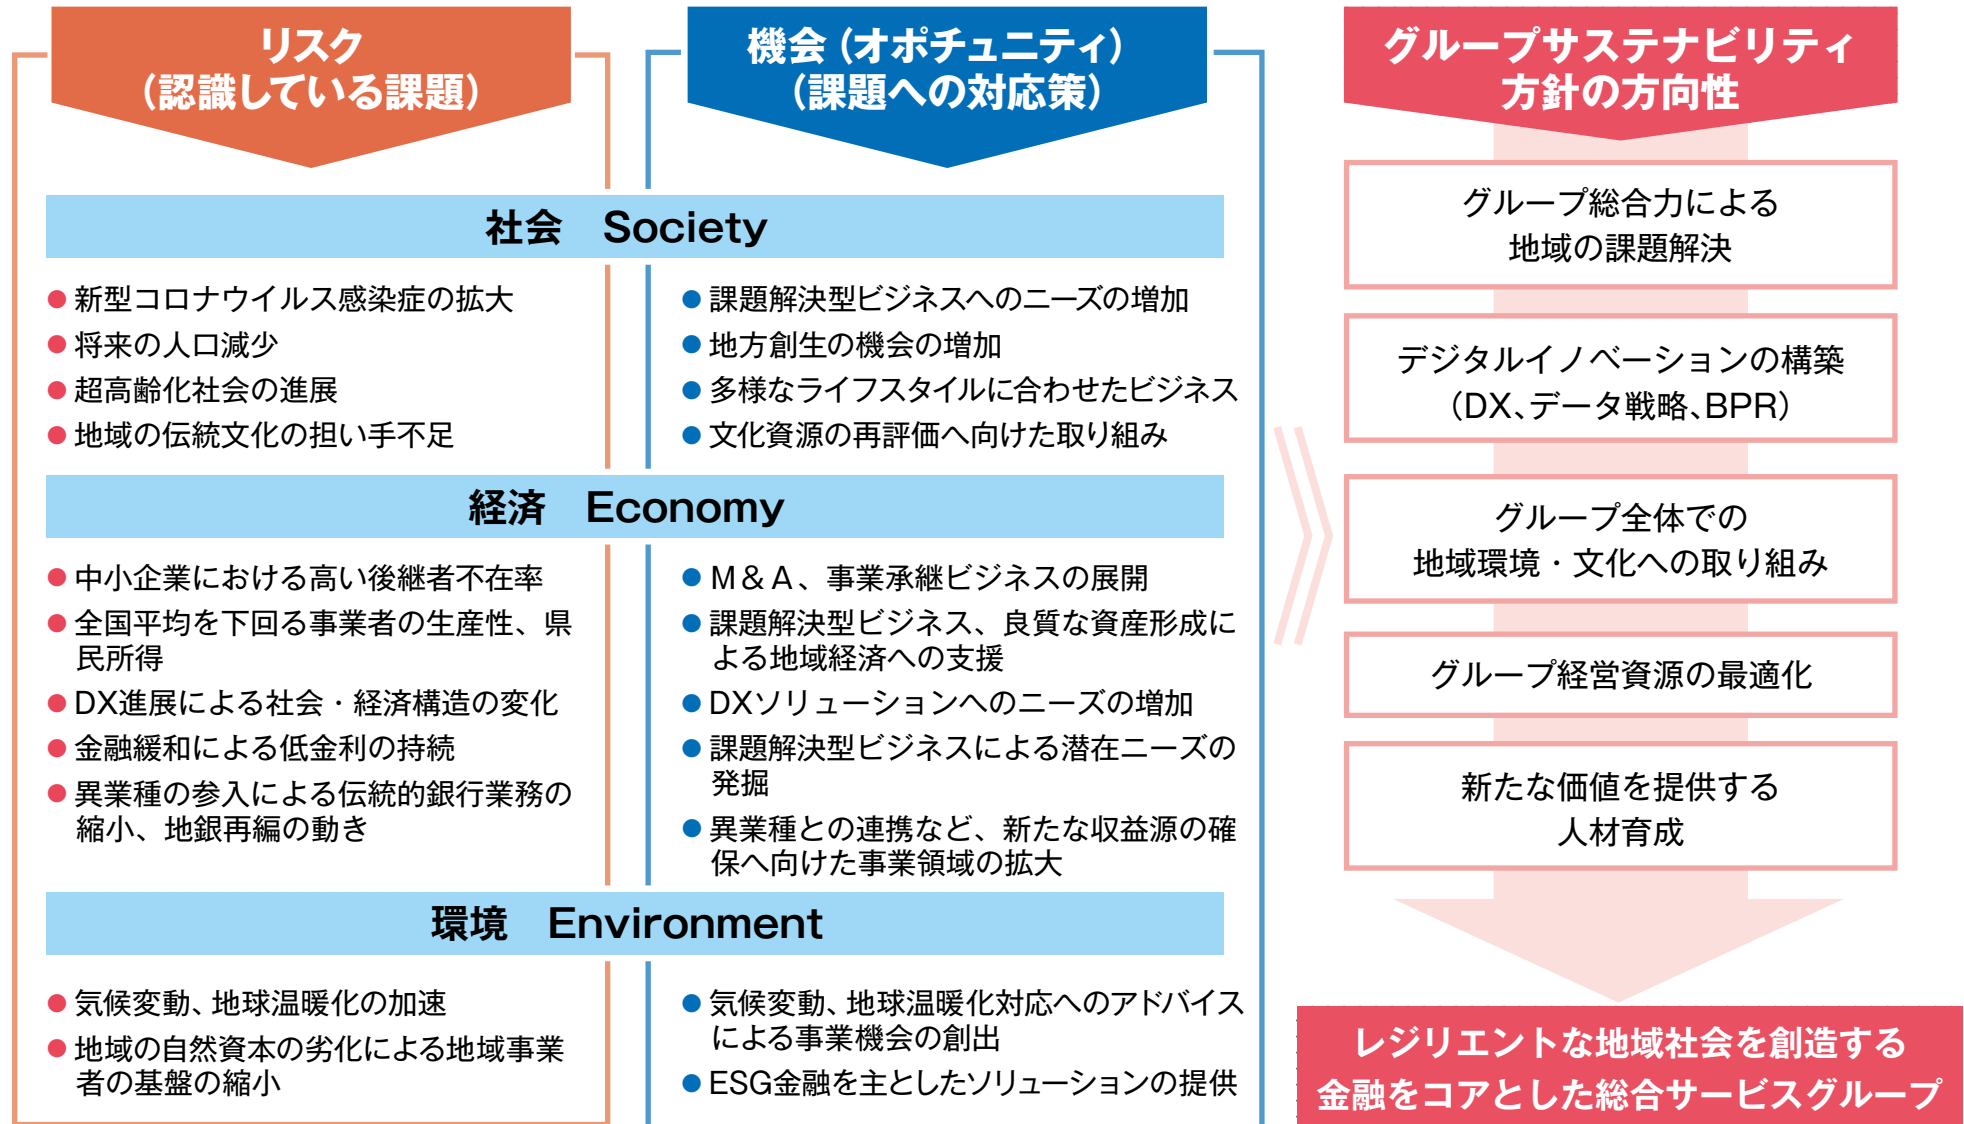 リスク
(認識している課題)
機会(オポチュニティ)
(課題への対応策)
社会 Society
● 新型コロナウイルス感染症の拡大
● 将来の人口減少
● 超高齢化社会の進展
● 地域の伝統文化の担い手不足
● 課題解決型ビジネスへのニーズの増加
● 地方創生の機会の増加
● 多様なライフスタイルに合わせたビジネス
● 文化資源の再評価へ向けた取り組み
経済 Economy
● 中小企業における高い後継者不在率
● 全国平均を下回る事業者の生産性、県
民所得
● DX進展による社会・経済構造の変化
● 金融緩和による低金利の持続
● 異業種の参入による伝統的銀行業務の
縮小、地銀再編の動き
● M&A、事業承継ビジネスの展開
● 課題解決型ビジネス、良質な資産形成に
よる地域経済への支援
● DXソリューションへのニーズの増加
● 課題解決型ビジネスによる潜在ニーズの
発掘
● 異業種との連携など、新たな収益源の確
保へ向けた事業領域の拡大
環境 Environment
● 気候変動、地球温暖化の加速
● 地域の自然資本の劣化による地域事業
者の基盤の縮小
● 気候変動、地球温暖化対応へのアドバイス
による事業機会の創出
● ESG金融を主としたソリューションの提供
グループサステナビリティ
方針の方向性
グループ総合力による
地域の課題解決
デジタルイノベーションの構築
(DX、データ戦略、BPR)
グループ全体での
地域環境・文化への取り組み
グループ経営資源の最適化
新たな価値を提供する
人材育成
レジリエントな地域社会を創造する
金融をコアとした総合サービスグループ